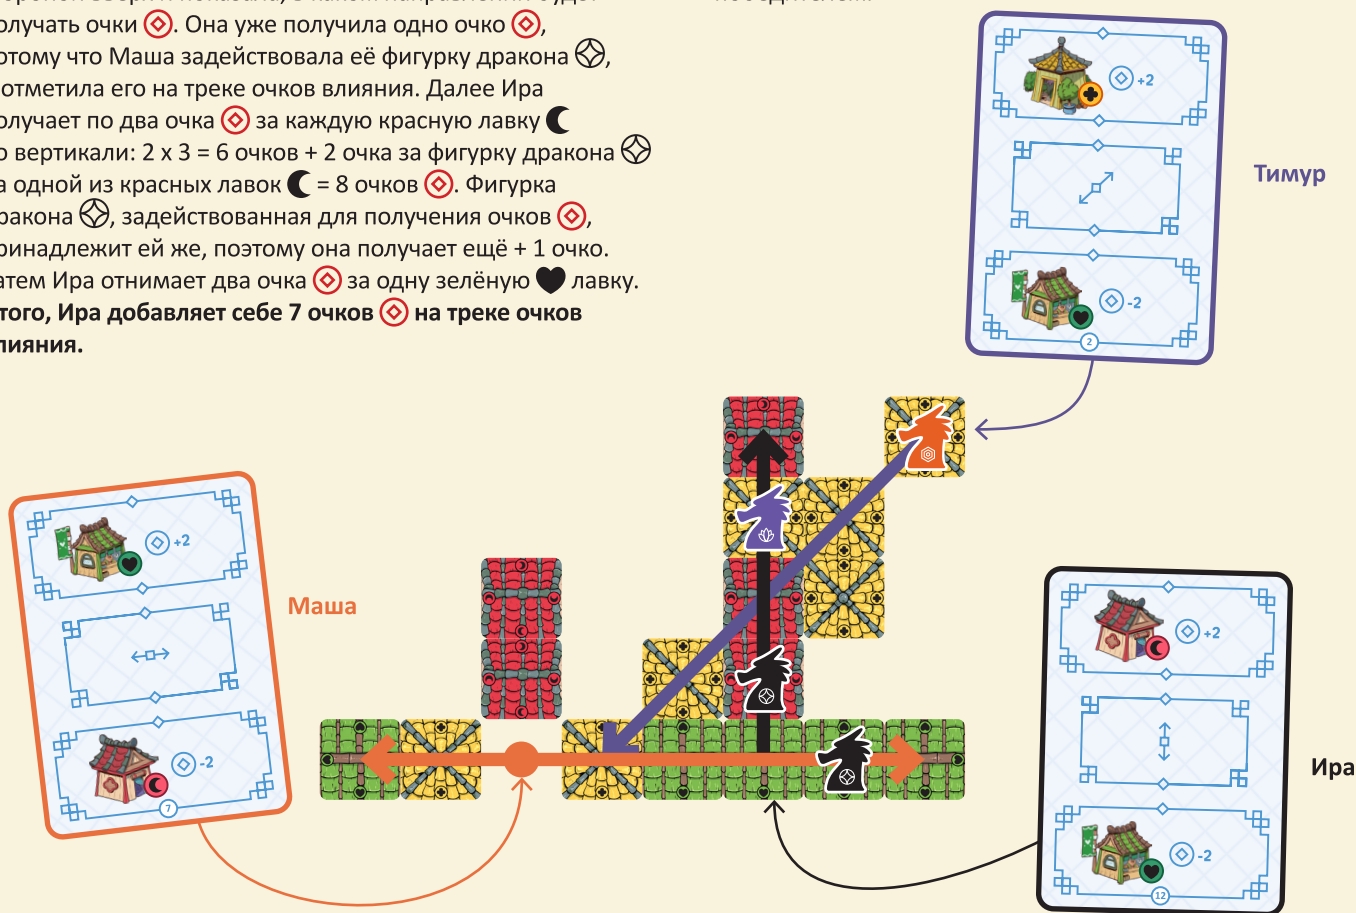 олучать очки. Она уже получила одно очко,
отому что Маша задействовала её фигурку дракона,
отметила его на треке очков влияния. Далее Ира
олучает по два очка за каждую красную лавку
о вертикали: 2 x 3 = 6 очков + 2 очка за фигурку дракона
а одной из красных лавок = 8 очков. Фигурка
ракона, задействованная для получения очков,
ринадлежит ей же, поэтому она получает ещё + 1 очко.
атем Ира отнимает два очка за одну зелёную лавку.
того, Ира добавляет себе 7 очков на треке очков
лияния.
+2
Тимур
-2
2
+2
Маша
-2
7
+2
Ира
-2
12